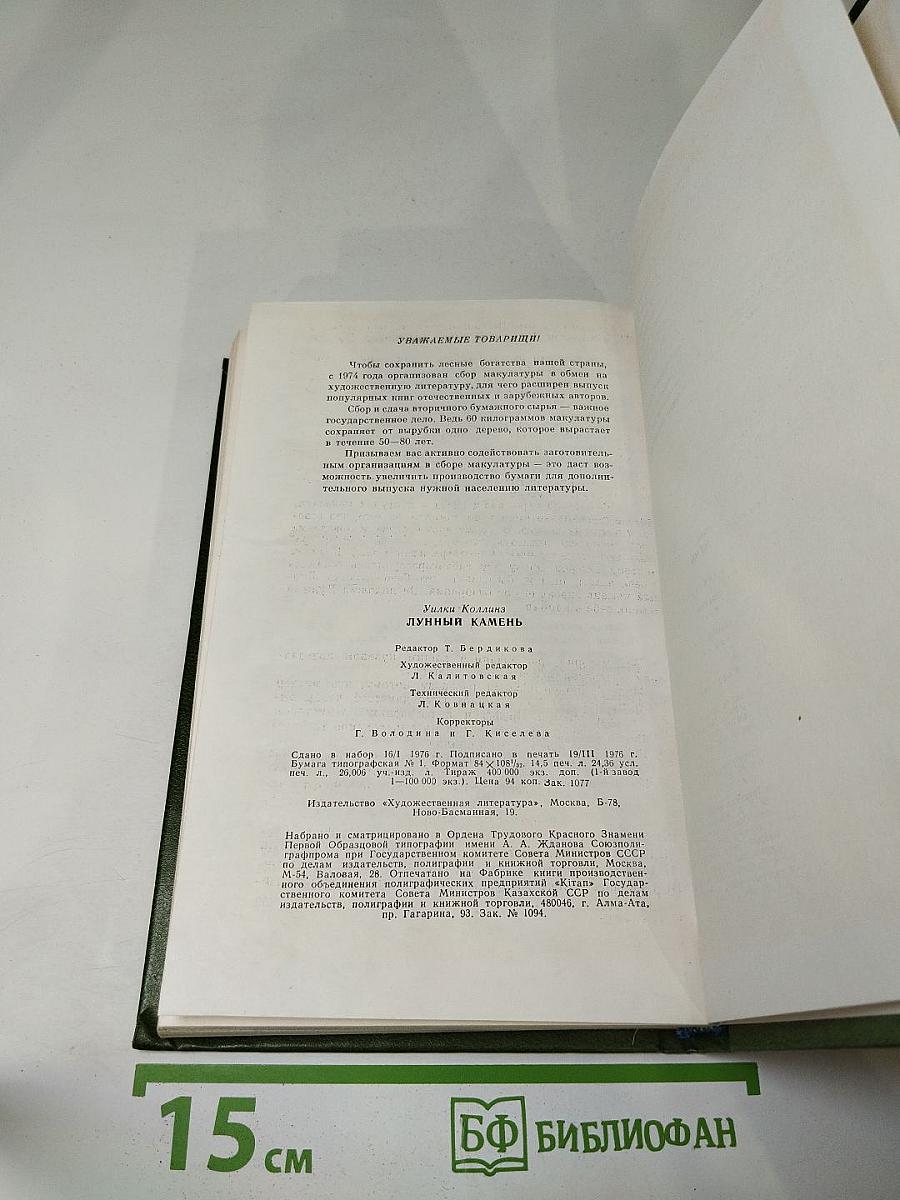 УВАЖАЕМЫЕ ТОВАРИЩИ!
Чтобы сохранить лесные богатства нашей страны,
с 1974 года организован сбор макулатуры в обмен на
художественную литературу, для чего расширен выпуск
популярных книг отечественных и зарубежных авторов.
Сбор и сдача вторичного бумажного сырья — важное
государственное дело. Ведь 60 килограммов макулатуры
сохраняет от вырубки одно дерево, которое вырастает
в течение 50—80 лет.
Призываем вас активно содействовать заготовитель-
ным организациям в сборе макулатуры — это даст воз-
можность увеличить производство бумаги для дополни-
тельного выпуска нужной населению литературы.
Уилки Коллинз
ЛУННЫЙ КАМЕНЬ
Редактор Т. Бердикова
Художественный редактор
Л. Калитовская
Технический редактор
Л. Ковнацкая
Корректоры
Г. Володина и Г. Киселева
Сдано в набор 16/I 1976 г. Подписано в печать 19/III 1976 г.
Бумага типографская № 1. Формат 84×108¹/₃₂. 14,5 печ. л. 24,36 усл.
печ. л., 26,006 уч.-изд. л. Тираж 400 000 экз. доп. (1-й завод
1—100 000 экз.). Цена 94 коп. Зак. 1077
Издательство «Художественная литература», Москва, Б-78,
Ново-Басманная, 19.
Набрано и сматрицировано в Ордена Трудового Красного Знамени
Первой Образцовой типографии имени А. А. Жданова Союзполи-
графпрома при Государственном комитете Совета Министров СССР
по делам издательств, полиграфии и книжной торговли, Москва,
М-54, Валовая, 28. Отпечатано на Фабрике книги производствен-
ного объединения полиграфических предприятий «Кітап» Государ-
ственного комитета Совета Министров Казахской ССР по делам
издательств, полиграфии и книжной торговли, 480046, г. Алма-Ата,
пр. Гагарина, 93. Зак. № 1094.
15 см
БФ БИБЛИОФАН